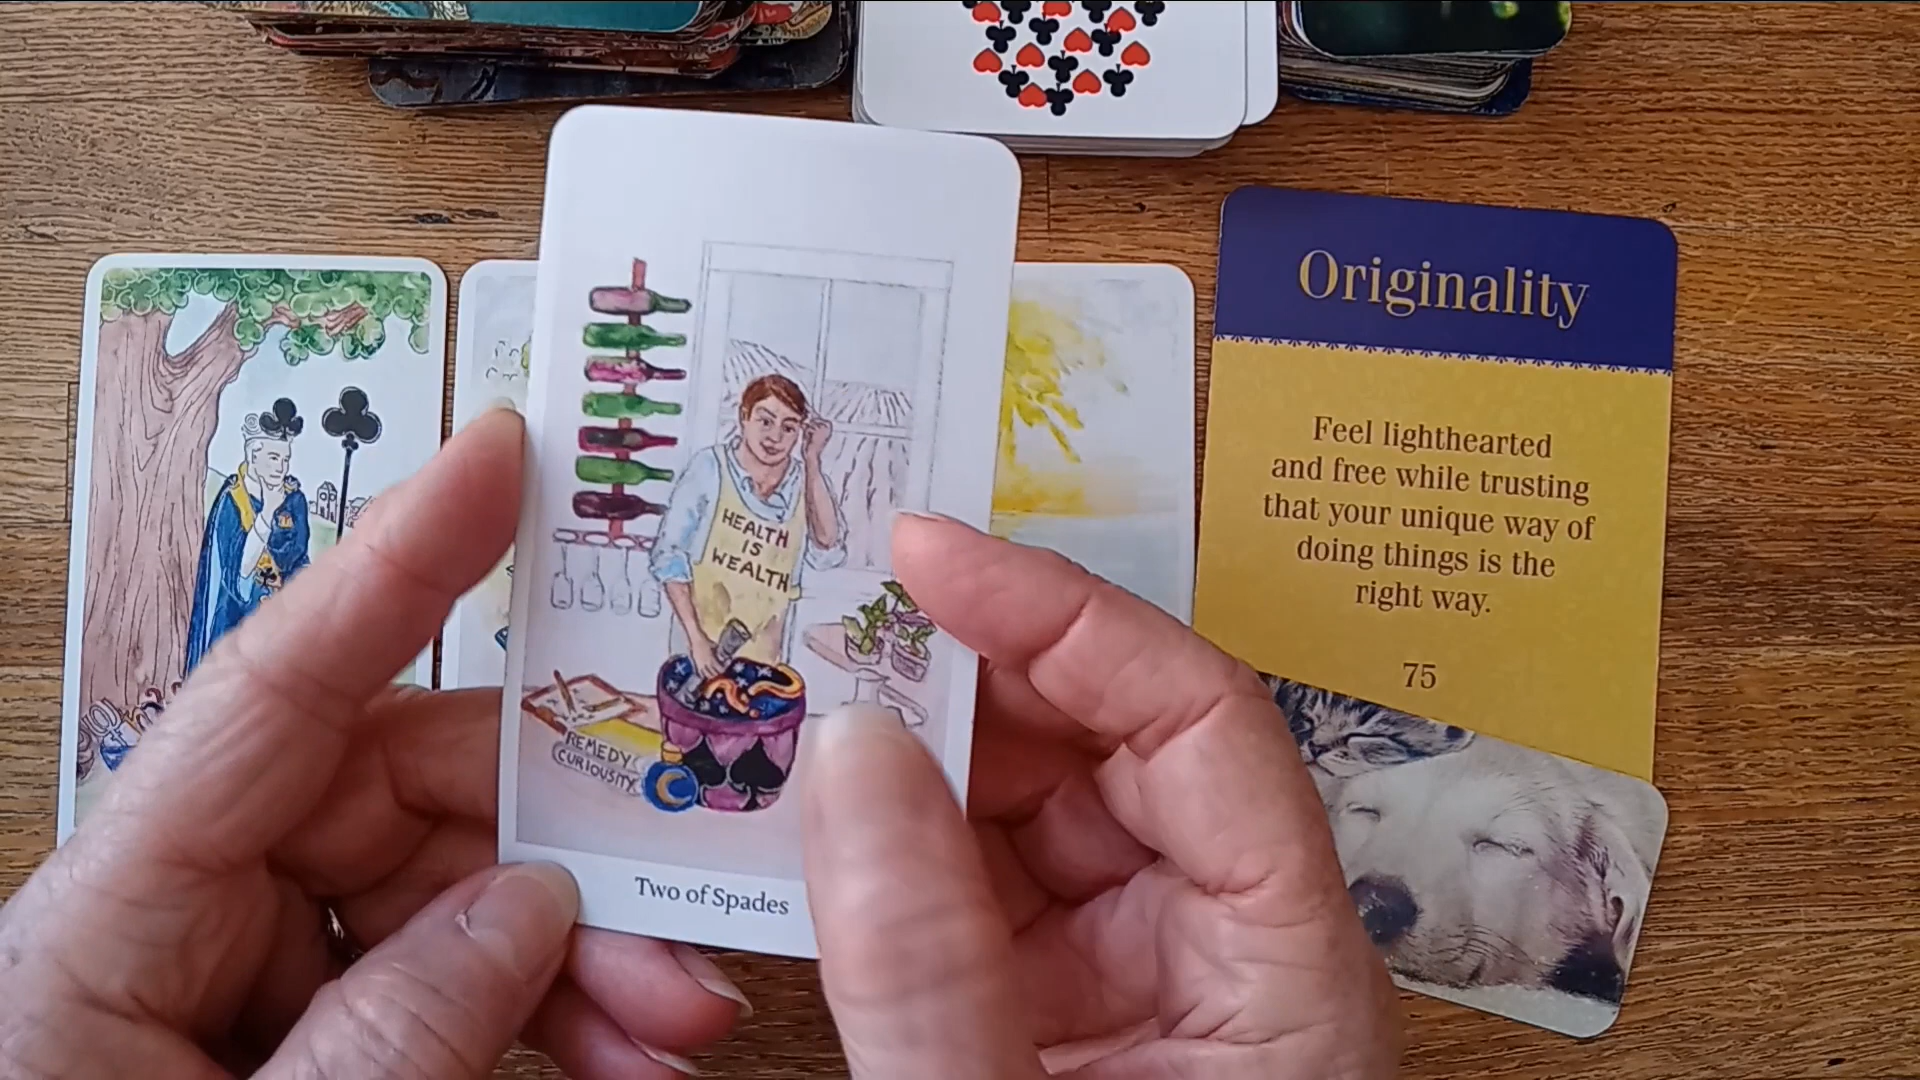 HEALTH
IS
WEALTH
REMEDY
CURIOUSITY
Two of Spades
Originality
Feel lighthearted
and free while trusting
that your unique way of
doing things is the
right way.
75